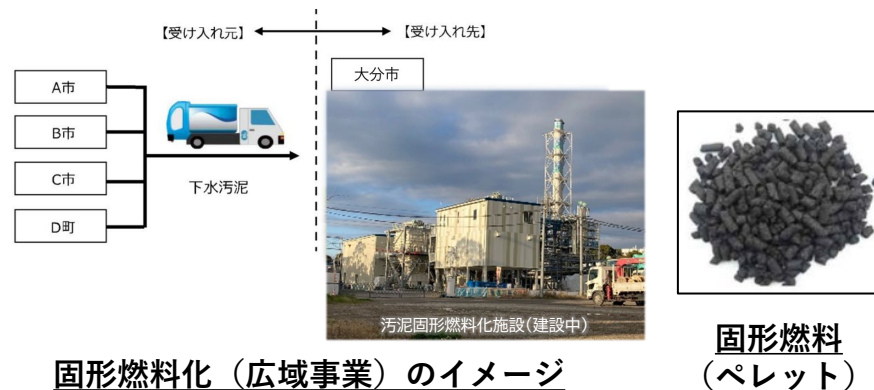 【受け入れ元】
【受け入れ先】
A市
B市
C市
D町
下水汚泥
大分市
汚泥固形燃料化施設（建設中）
固形燃料化（広域事業）のイメージ
固形燃料
（ペレット）